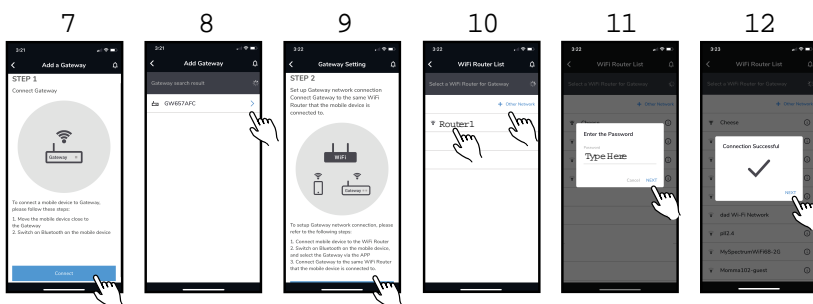 7
3:21
Add a Gateway
STEP 1
Connect Gateway
Gateway
To connect a mobile device to Gateway,
please follow these steps:
1. Move the mobile device close to
the Gateway
2. Switch on Bluetooth on the mobile device
Connect
8
3:21
Add Gateway
Gateway search result
GW657AFC
9
3:22
Gateway Setting
STEP 2
Set up Gateway network connection
Connect Gateway to the same WiFi
Router that the mobile device is
connected to.
WiFi
Gateway
To setup Gateway network connection, please
refer to the following steps:
1. Connect mobile device to the WiFi Router
2. Switch on Bluetooth on the mobile device,
and select the Gateway via the APP
3. Connect Gateway to the same WiFi Router
that the mobile device is connected to.
10
3:22
WiFi Router List
Select a WiFi Router for Gateway
+ Other Network
Router1
11
3:22
WiFi Router List
Select a WiFi Router for Gateway
+ Other Network
Enter the Password
Password
Type Here
Cancel NEXT
12
3:23
WiFi Router List
Select a WiFi Router for Gateway
+ Other Network
Cheese
Connection Successful
NEXT
dad Wi-Fi Network
pll2.4
MySpectrumWiFi68-2G
Momma102-guest